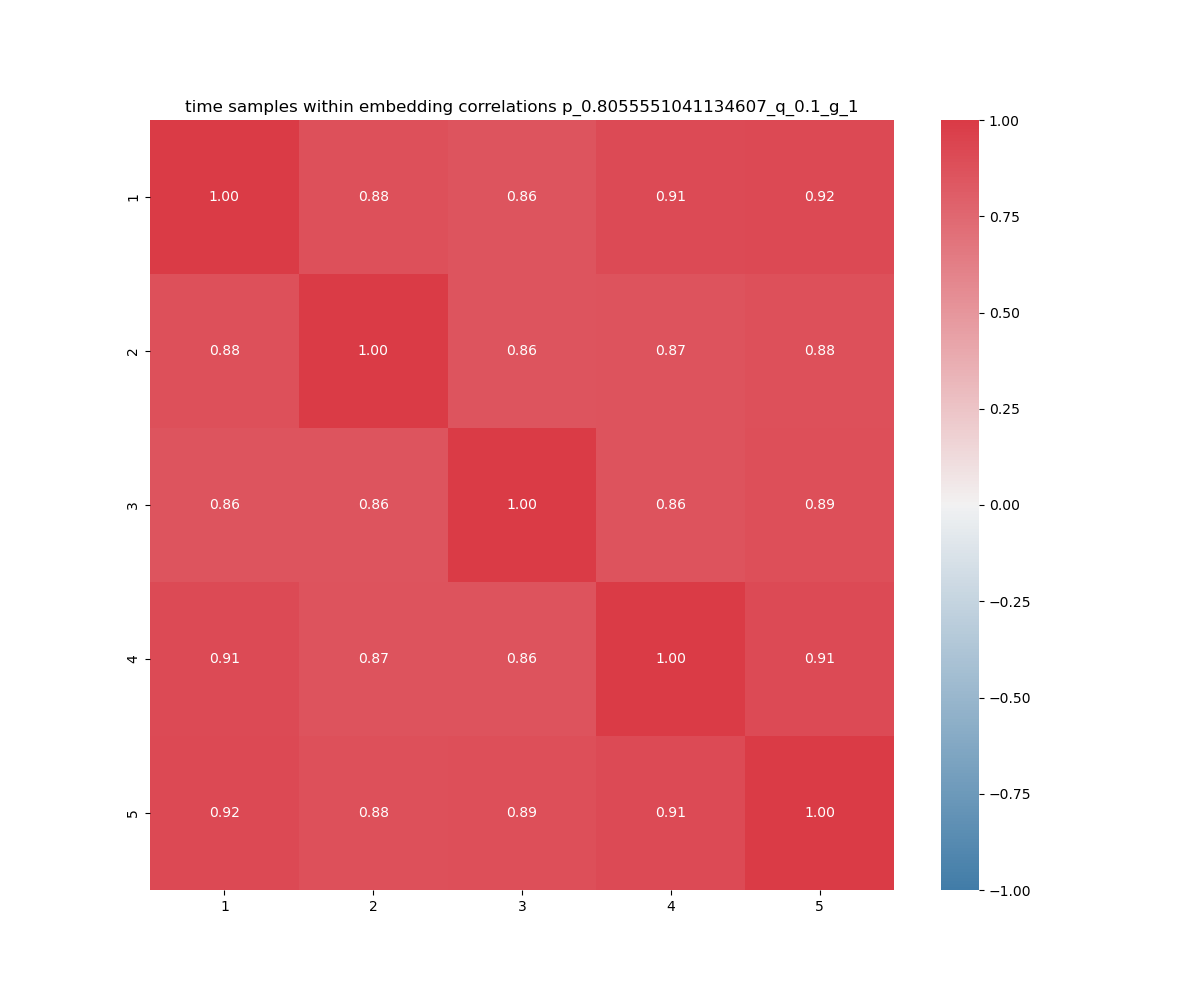 time samples within embedding correlations p_0.8055551041134607_q_0.1_g_1
1 1.00 0.88 0.86 0.91 0.92
2 0.88 1.00 0.86 0.87 0.88
3 0.86 0.86 1.00 0.86 0.89
4 0.91 0.87 0.86 1.00 0.91
5 0.92 0.88 0.89 0.91 1.00
1 2 3 4 5
1.00
0.75
0.50
0.25
0.00
−0.25
−0.50
−0.75
−1.00